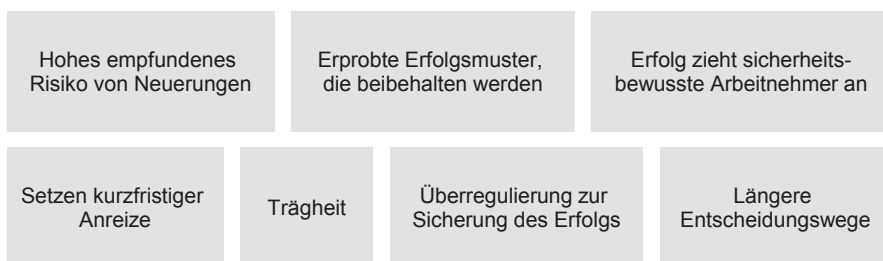 Hohes empfundenes
Risiko von Neuerungen
Erprobte Erfolgsmuster,
die beibehalten werden
Erfolg zieht sicherheits-
bewusste Arbeitnehmer an
Setzen kurzfristiger
Anreize
Trägheit
Überregulierung zur
Sicherung des Erfolgs
Längere
Entscheidungswege